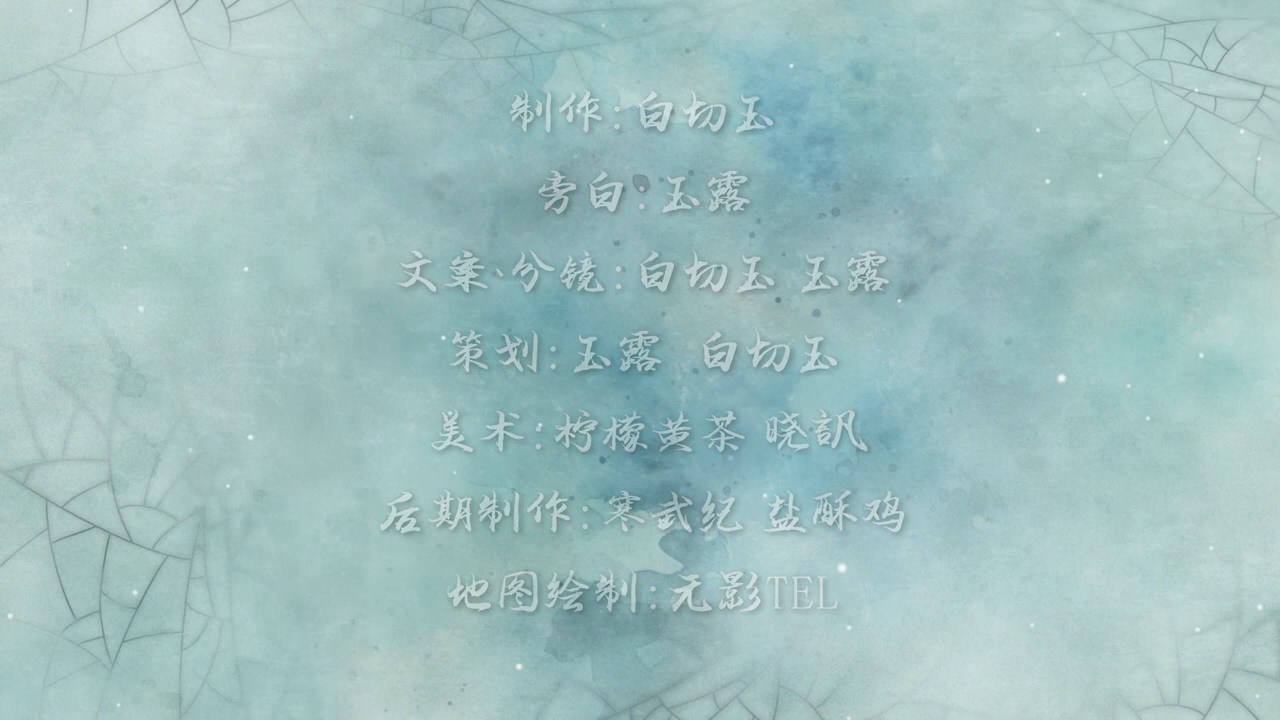 制作：白切玉
旁白：玉露
文案、分镜：白切玉 玉露
策划：玉露 白切玉
美术：柠檬黄茶 晓訊
后期制作：寒武纪 盐酥鸡
地图绘制：无影TEL